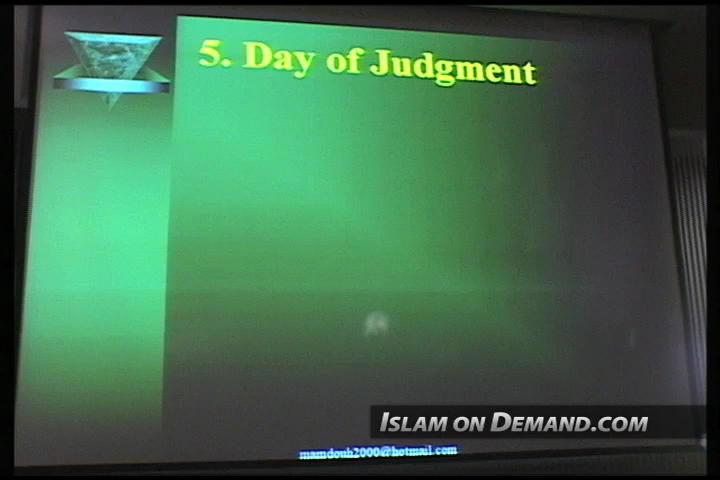 5. Day of Judgment
ISLAM ON DEMAND.COM
mamdouh2000@hotmail.com